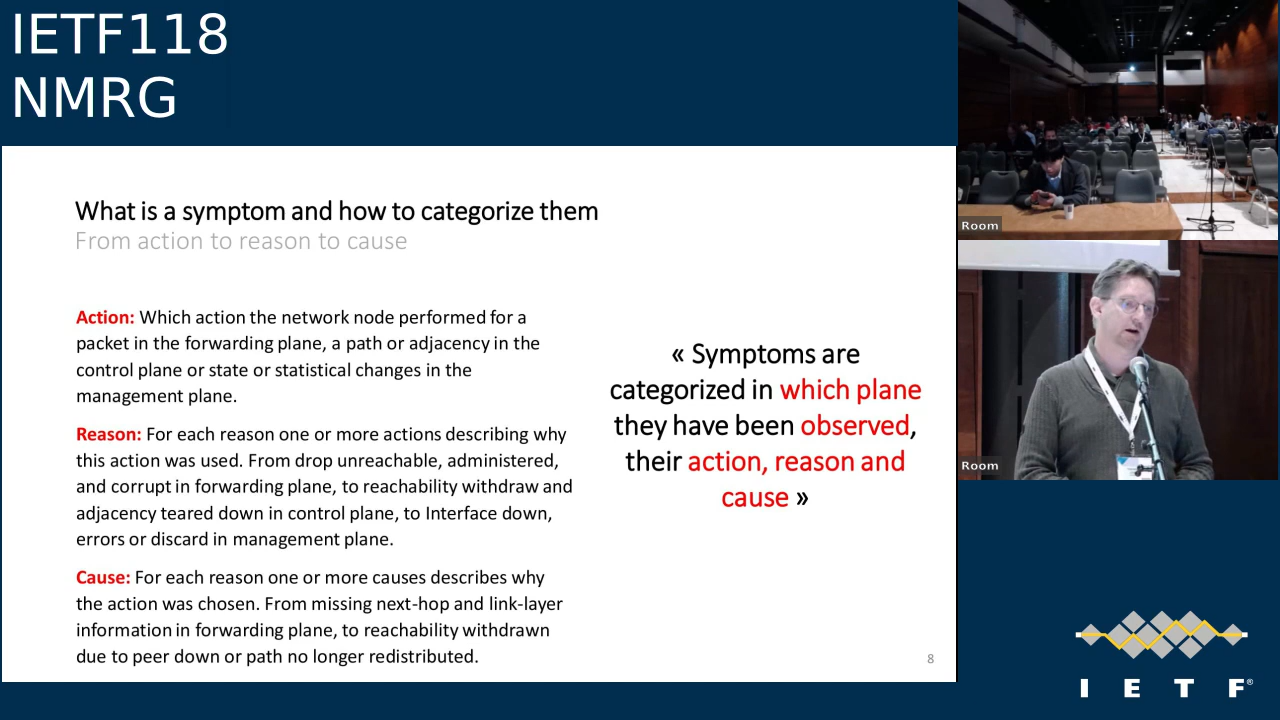 IETF118
NMRG
What is a symptom and how to categorize them
From action to reason to cause
Action: Which action the network node performed for a
packet in the forwarding plane, a path or adjacency in the
control plane or state or statistical changes in the
management plane.
Reason: For each reason one or more actions describing why
this action was used. From drop unreachable, administered,
and corrupt in forwarding plane, to reachability withdraw and
adjacency teared down in control plane, to Interface down,
errors or discard in management plane.
Cause: For each reason one or more causes describes why
the action was chosen. From missing next-hop and link-layer
information in forwarding plane, to reachability withdrawn
due to peer down or path no longer redistributed.
« Symptoms are
categorized in which plane
they have been observed,
their action, reason and
cause »
8
Room
Room
I E T F®